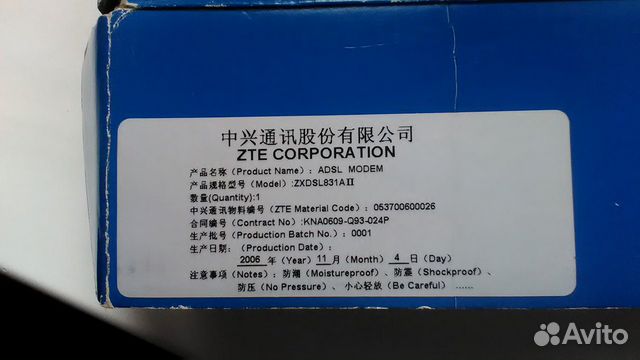 中兴通讯股份有限公司
ZTE CORPORATION
产品名称（Product Name）: ADSL MODEM
产品规格型号（Model）:ZXDSL831AII
数量(Quantity):1
中兴通讯物料编号（ZTE Material Code）: 053700600026
合同编号（Contract No）:KNA0609-Q93-024P
生产批号（Production Batch No.）: 0001
生产日期: （Production Date）:
2006 年（Year）11月（Month） 4 日（Day）
注意事项（Notes）: 防潮（Moistureproof）、防震（Shockproof）、
防压（No Pressure）、 小心轻放（Be Careful）......
Avito